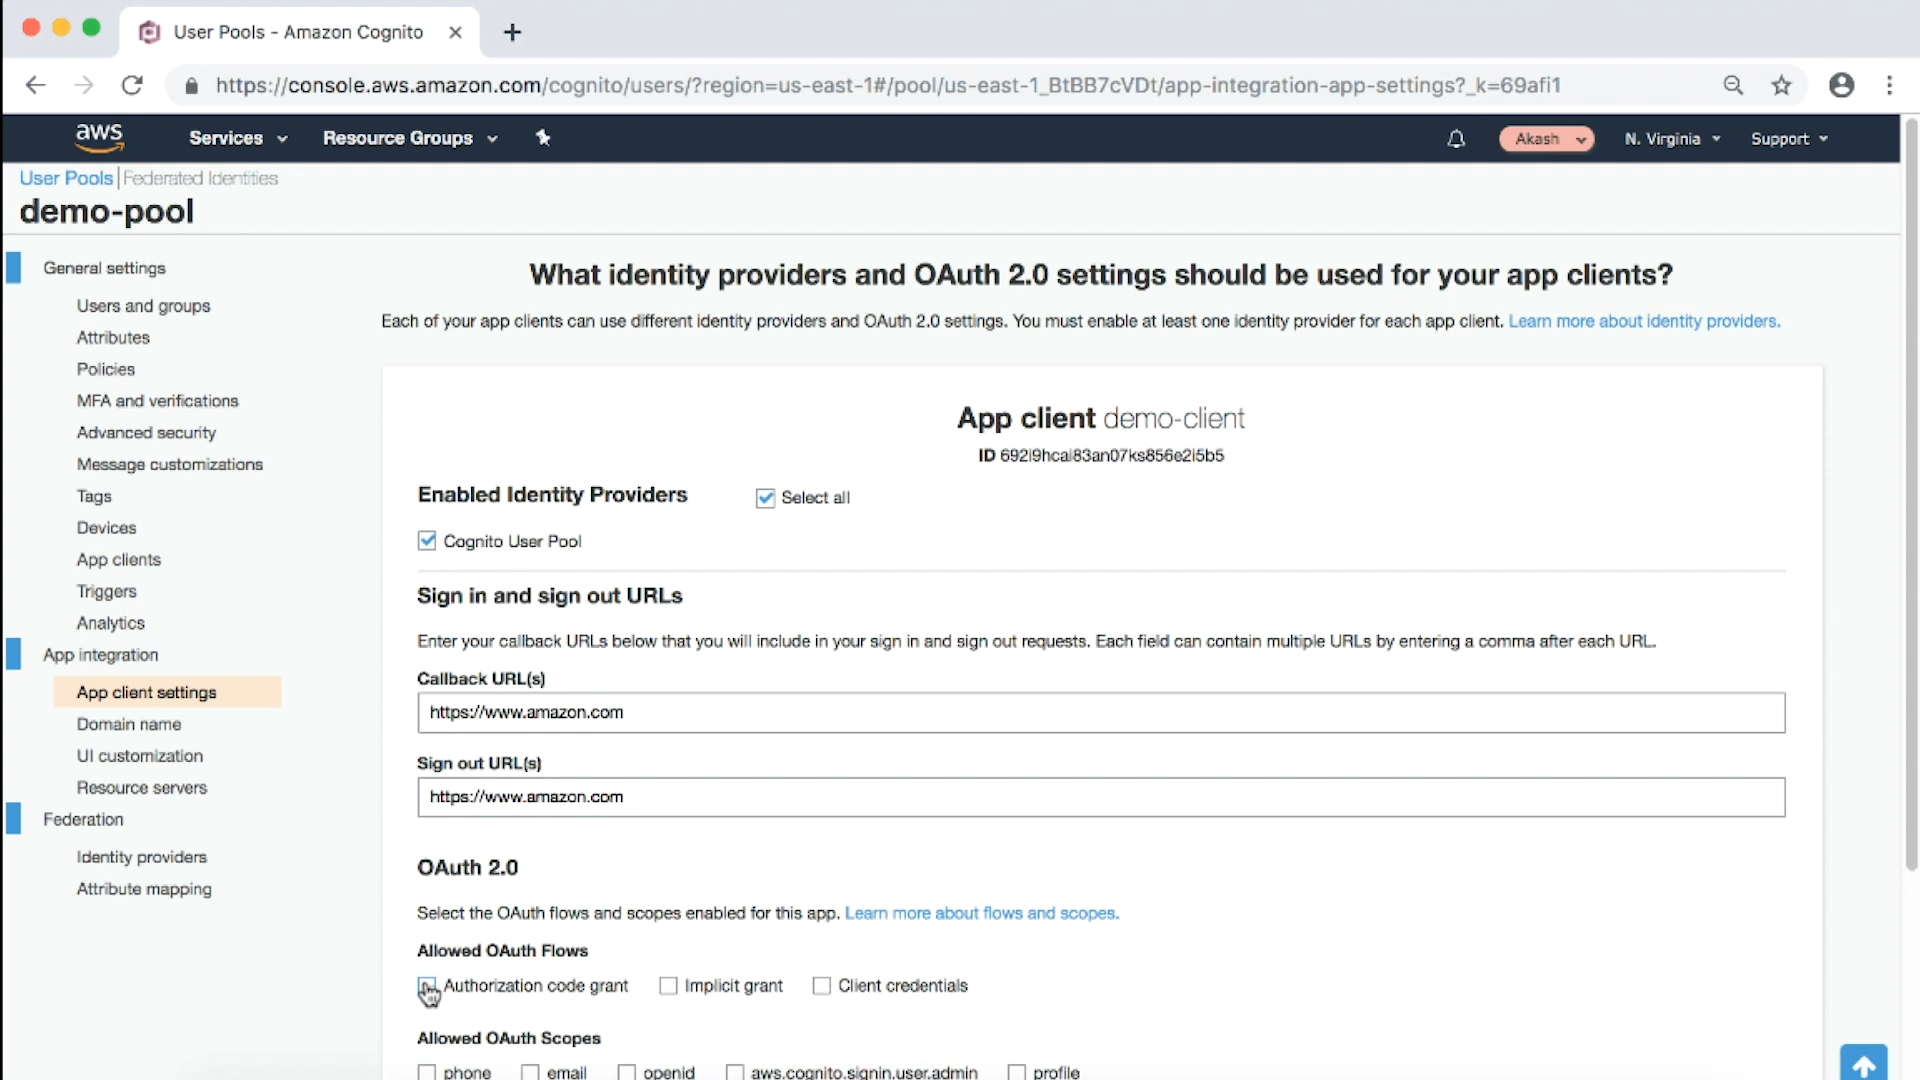 User Pools - Amazon Cognito
https://console.aws.amazon.com/cognito/users/?region=us-east-1#/pool/us-east-1_BtBB7cVDt/app-integration-app-settings?_k=69afi1
aws Services Resource Groups Akash N. Virginia Support
User Pools Federated Identities
demo-pool
General settings
Users and groups
Attributes
Policies
MFA and verifications
Advanced security
Message customizations
Tags
Devices
App clients
Triggers
Analytics
App integration
App client settings
Domain name
UI customization
Resource servers
Federation
Identity providers
Attribute mapping
What identity providers and OAuth 2.0 settings should be used for your app clients?
Each of your app clients can use different identity providers and OAuth 2.0 settings. You must enable at least one identity provider for each app client. Learn more about identity providers.
App client demo-client
ID
Enabled Identity Providers Select all
Cognito User Pool
Sign in and sign out URLs
Enter your callback URLs below that you will include in your sign in and sign out requests. Each field can contain multiple URLs by entering a comma after each URL.
Callback URL(s)
https://www.amazon.com
Sign out URL(s)
https://www.amazon.com
OAuth 2.0
Select the OAuth flows and scopes enabled for this app. Learn more about flows and scopes.
Allowed OAuth Flows
Authorization code grant Implicit grant Client credentials
Allowed OAuth Scopes
phone email openid aws.cognito.signin.user.admin profile